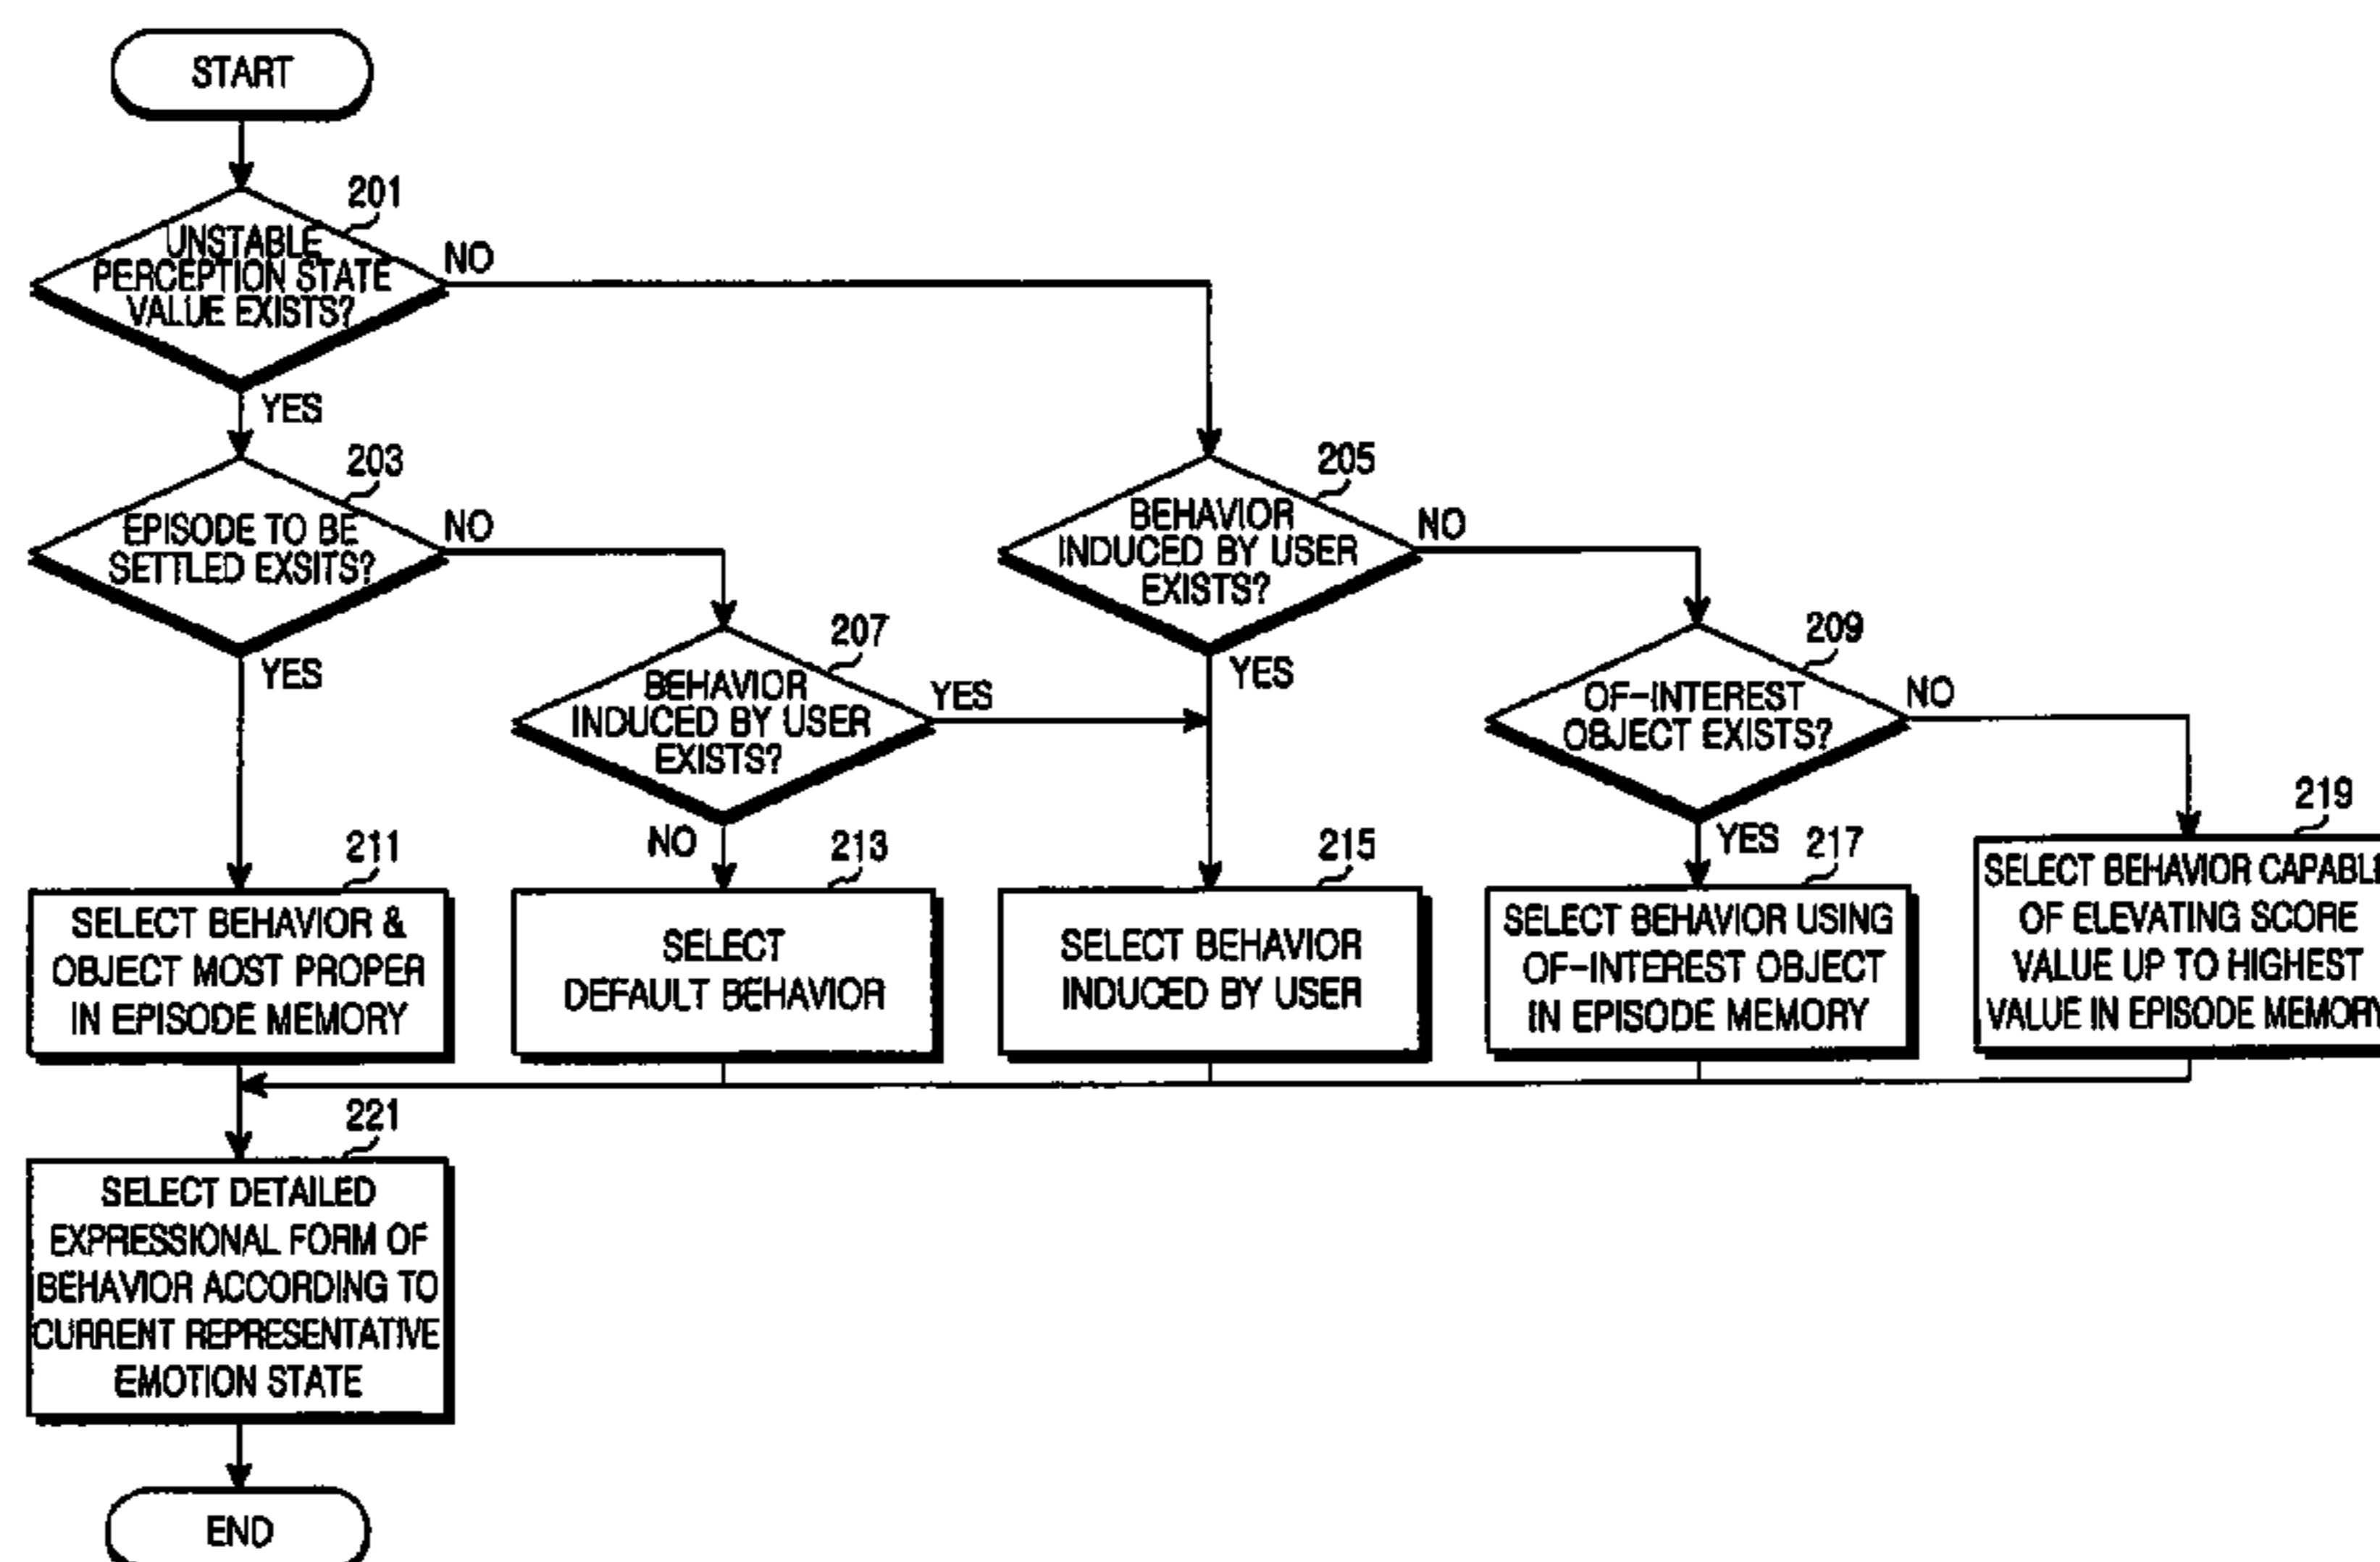 START
201
UNSTABLE
PERCEPTION STATE
VALUE EXISTS?
NO
YES
203
EPISODE TO BE
SETTLED EXSITS?
NO
YES
205
BEHAVIOR
INDUCED BY USER
EXISTS?
NO
YES
207
BEHAVIOR
INDUCED BY USER
EXISTS?
YES
NO
209
OF-INTEREST
OBJECT EXISTS?
NO
YES
211
SELECT BEHAVIOR &
OBJECT MOST PROPER
IN EPISODE MEMORY
213
SELECT
DEFAULT BEHAVIOR
215
SELECT BEHAVIOR
INDUCED BY USER
217
SELECT BEHAVIOR USING
OF-INTEREST OBJECT
IN EPISODE MEMORY
219
SELECT BEHAVIOR CAPABLE
OF ELEVATING SCORE
VALUE UP TO HIGHEST
VALUE IN EPISODE MEMORY
221
SELECT DETAILED
EXPRESSIONAL FORM OF
BEHAVIOR ACCORDING TO
CURRENT REPRESENTATIVE
EMOTION STATE
END